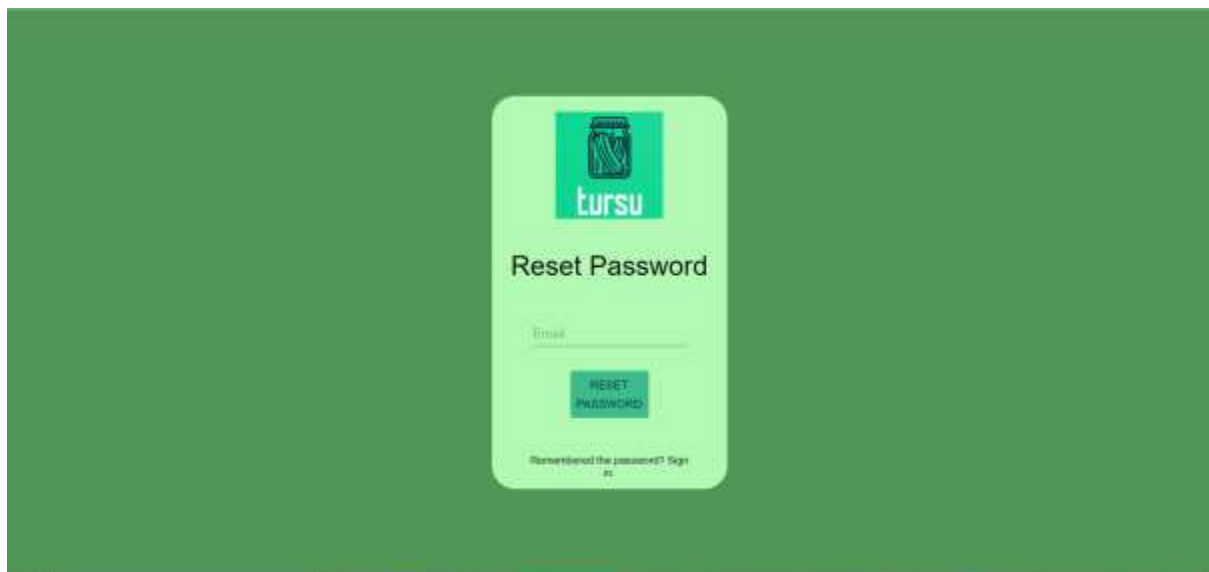 tursu
Reset Password
Email
RESET
PASSWORD
Remembered the password? Sign
in